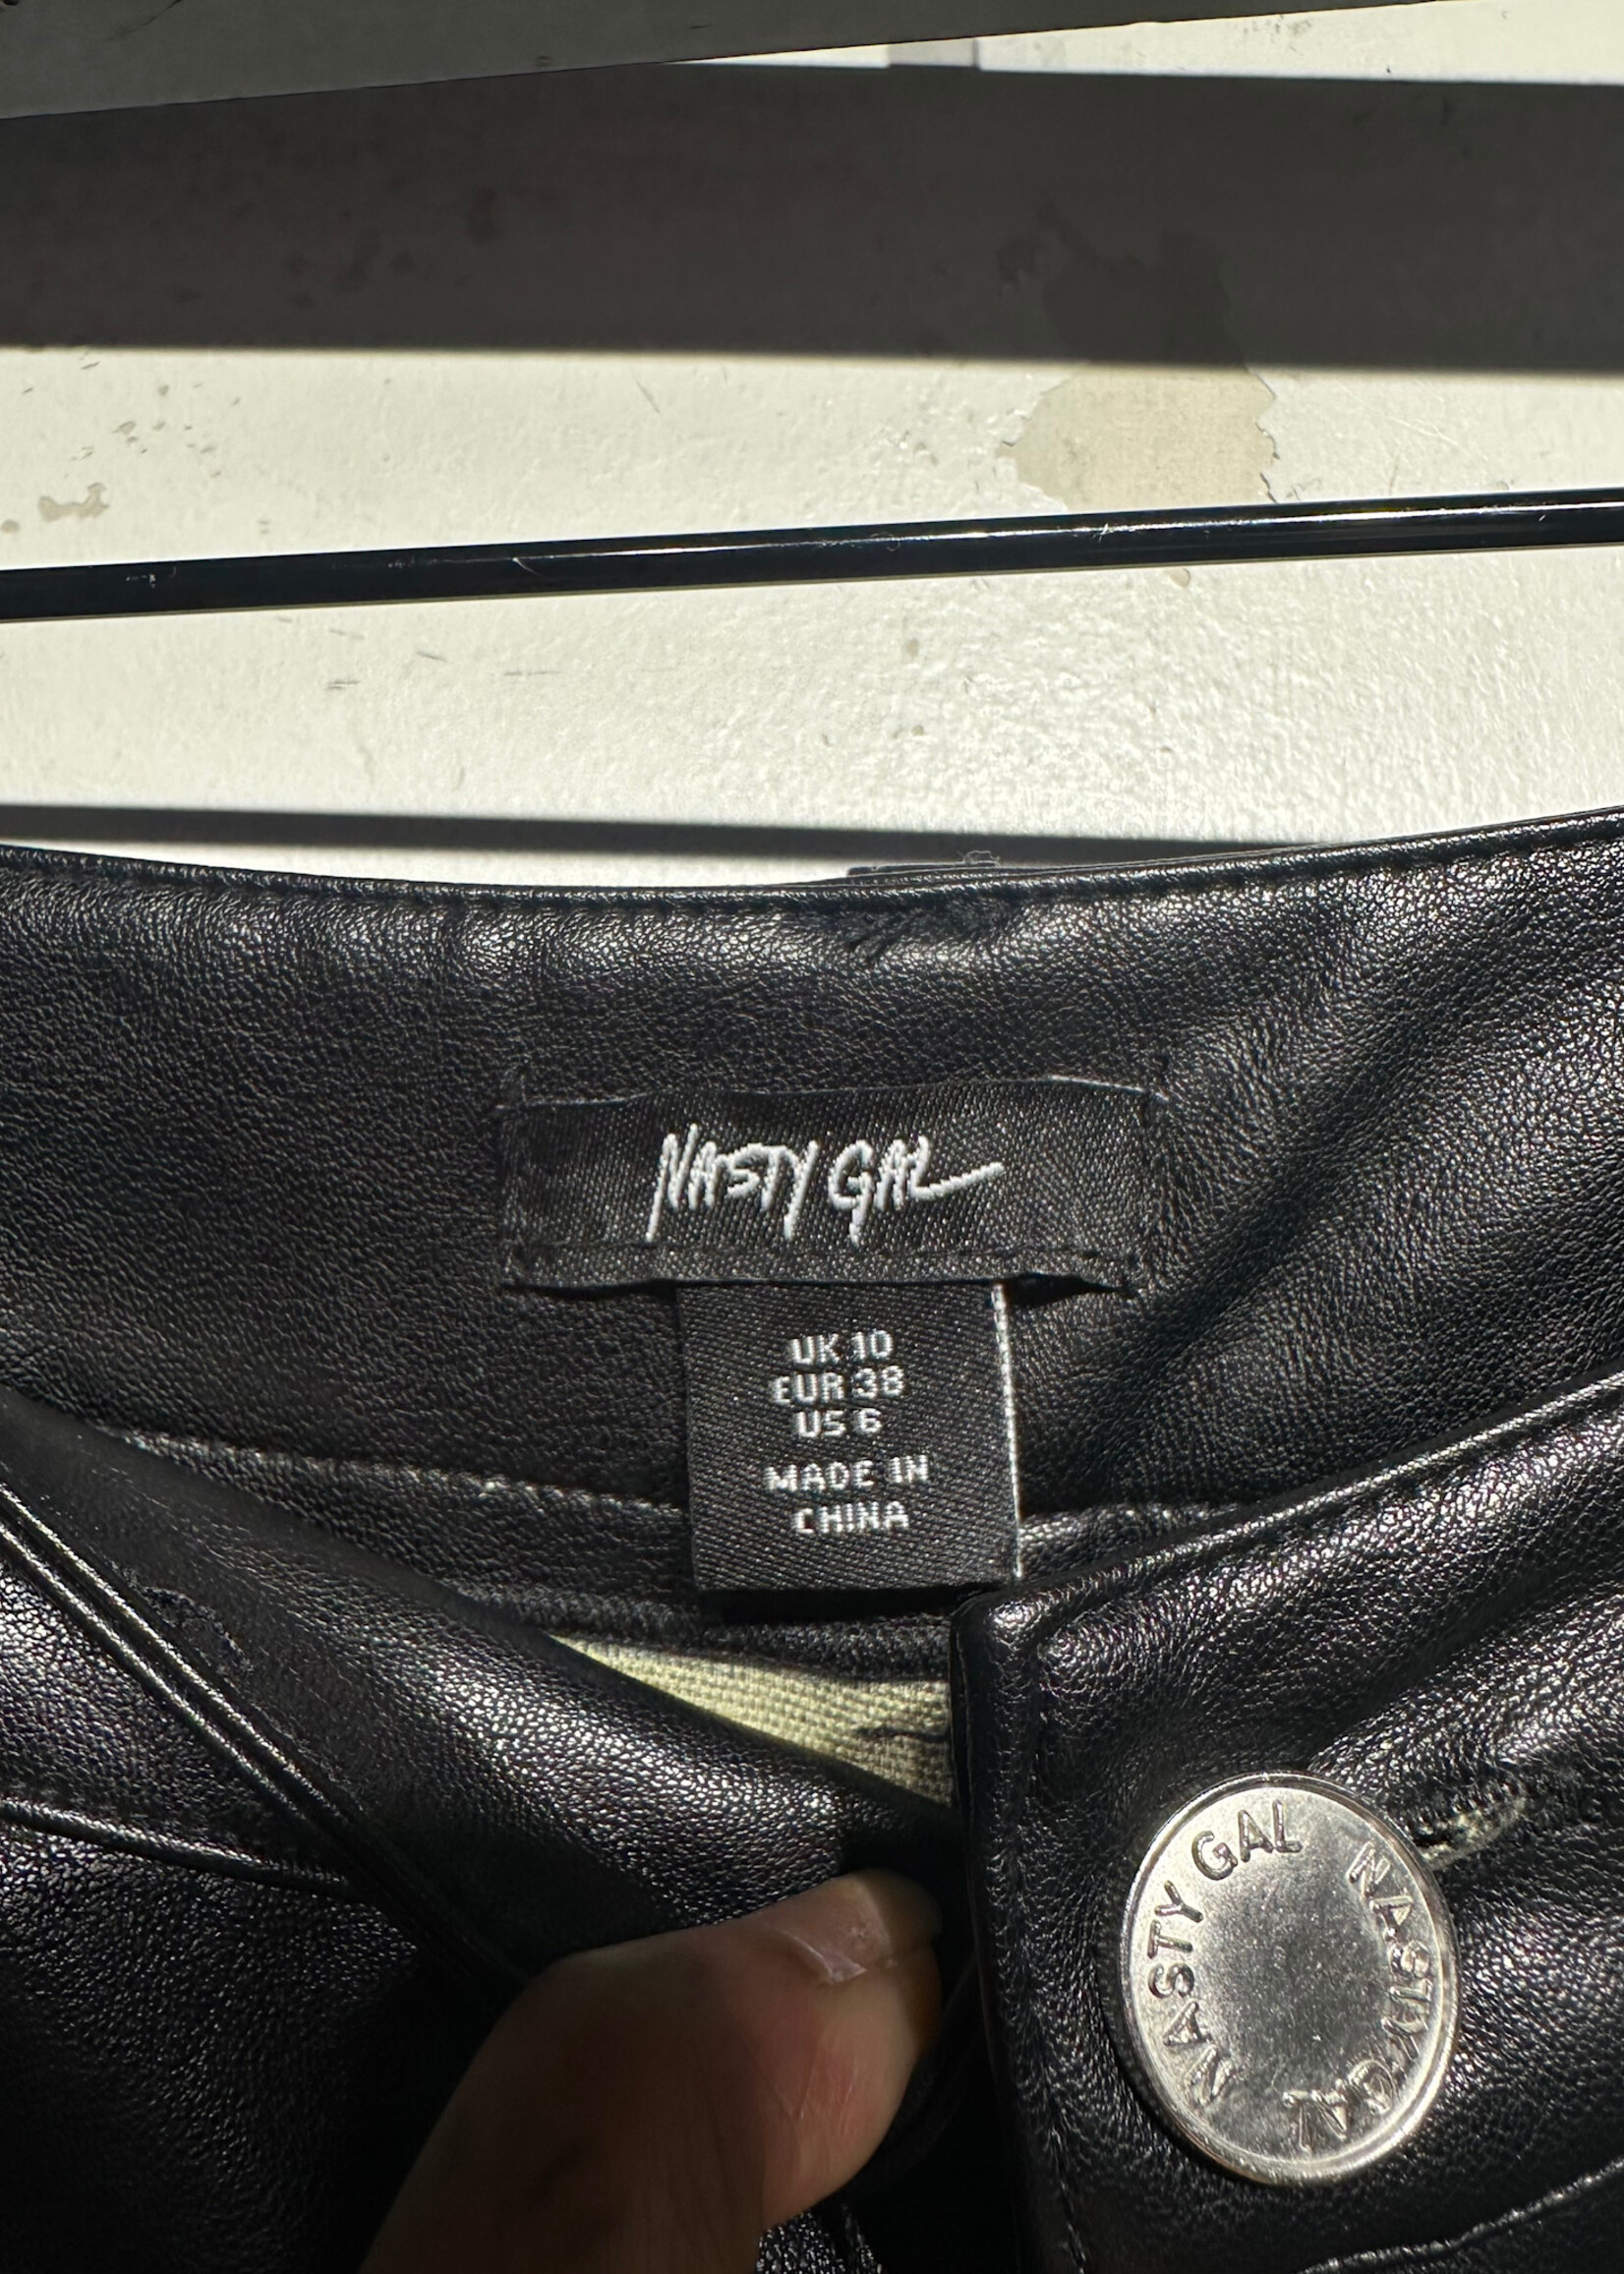 NASTY GAL
UK 10
EUR 38
US 6
MADE IN
CHINA
NASTY GAL NASTY GAL